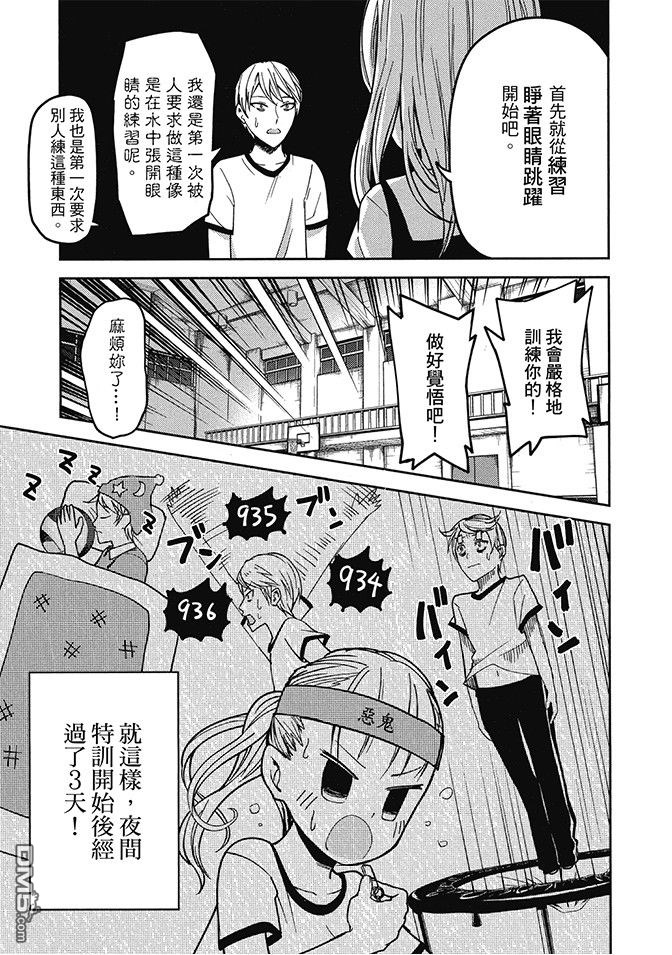 首先就從練習
睜著眼睛跳躍
開始吧。
我還是第一次被
人要求做這種像
是在水中張開眼
睛的練習呢。
我也是第一次要求
別人練這種東西。
我會嚴格地
訓練你的！
做好覺悟吧！
麻煩妳了…！
バイン
バイン
934
ブン
935
ブン
936
Z
Z
Z
Z
Z
Z
惡鬼
就這樣，夜間
特訓開始後經
過了3天！
DM5